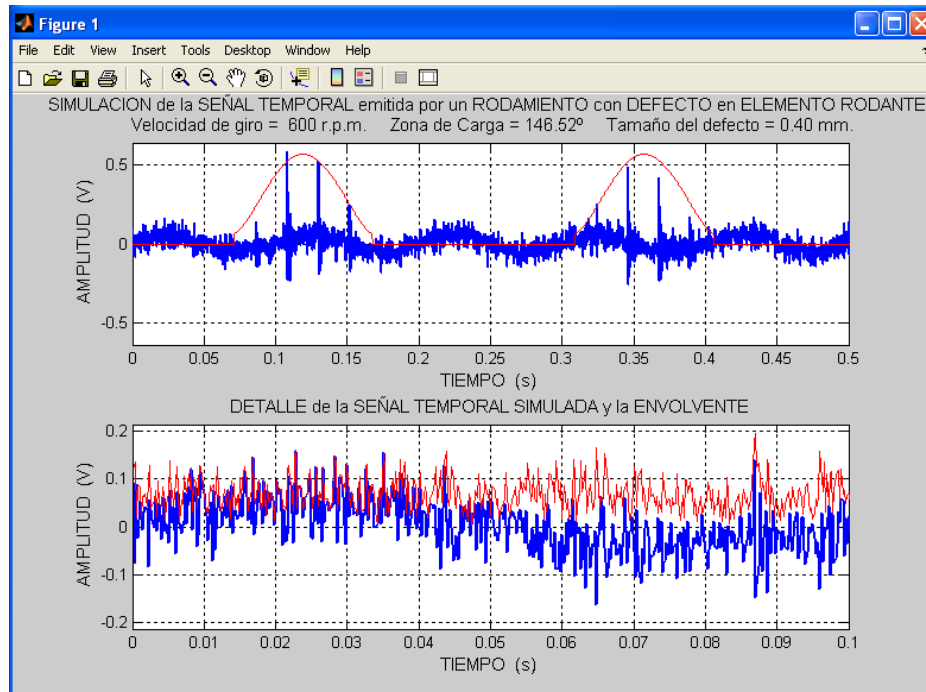 Figure 1
File Edit View Insert Tools Desktop Window Help
SIMULACION de la SEÑAL TEMPORAL emitida por un RODAMIENTO con DEFECTO en ELEMENTO RODANTE
Velocidad de giro = 600 r.p.m. Zona de Carga = 146.52º Tamaño del defecto = 0.40 mm.
AMPLITUD (V)
0.5
0
-0.5
0 0.05 0.1 0.15 0.2 0.25 0.3 0.35 0.4 0.45 0.5
TIEMPO (s)
DETALLE de la SEÑAL TEMPORAL SIMULADA y la ENVOLVENTE
AMPLITUD (V)
0.2
0.1
0
-0.1
-0.2
0 0.01 0.02 0.03 0.04 0.05 0.06 0.07 0.08 0.09 0.1
TIEMPO (s)